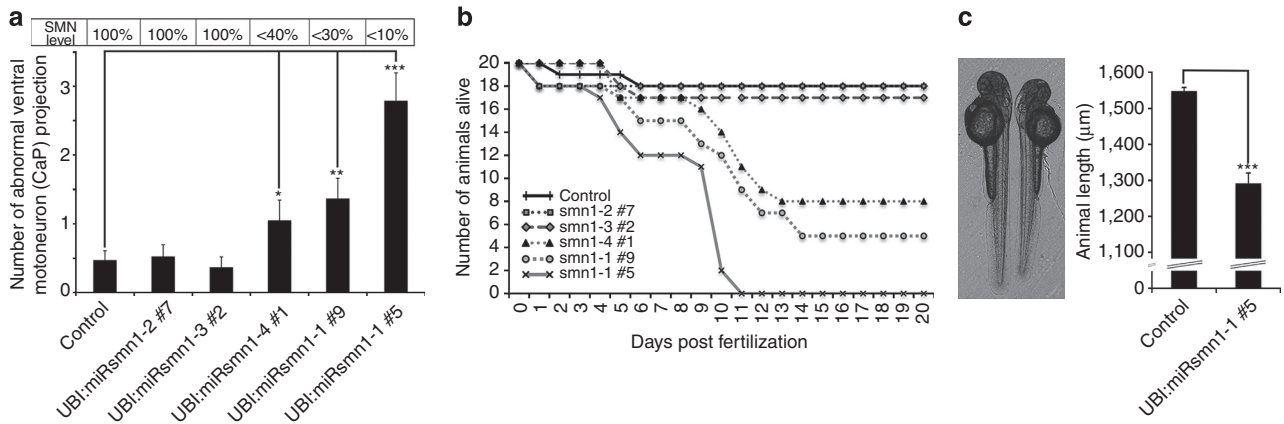 a
SMN level 100% 100% 100% <40% <30% <10%
Number of abnormal ventral
motoneuron (CaP) projection
3
2
1
0
*
**
***
Control
UBI:miRsmn1-2 #7
UBI:miRsmn1-3 #2
UBI:miRsmn1-4 #1
UBI:miRsmn1-1 #9
UBI:miRsmn1-1 #5
b
Number of animals alive
20
18
16
14
12
10
8
6
4
2
0
Control
smn1-2 #7
smn1-3 #2
smn1-4 #1
smn1-1 #9
smn1-1 #5
0 1 2 3 4 5 6 7 8 9 10 11 12 13 14 15 16 17 18 19 20
Days post fertilization
c
Animal length (μm)
1,600
1,500
1,400
1,300
1,200
1,100
0
***
Control
UBI:miRsmn1-1 #5